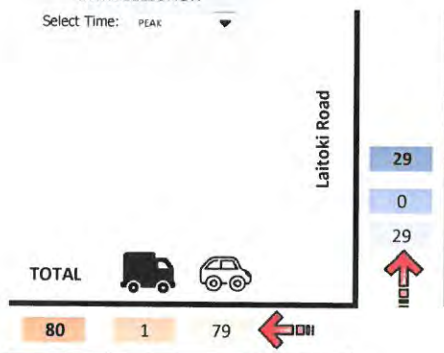 Select Time: PEAK
Laitoki Road
29
0
29
TOTAL
80 1 79